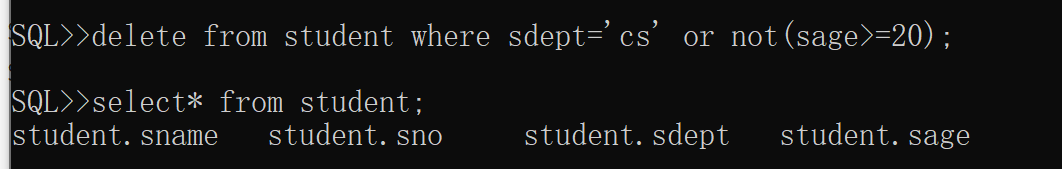 SQL>>delete from student where sdept='cs' or not(sage>=20);
SQL>>select* from student;
student.sname student.sno student.sdept student.sage